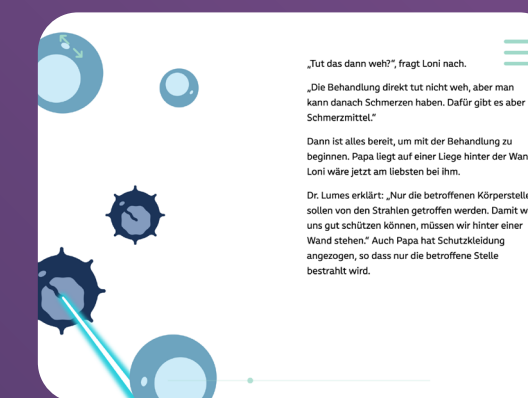 „Tut das dann weh?“, fragt Loni nach.
„Die Behandlung direkt tut nicht weh, aber man
kann danach Schmerzen haben. Dafür gibt es aber
Schmerzmittel.“
Dann ist alles bereit, um mit der Behandlung zu
beginnen. Papa liegt auf einer Liege hinter der
Loni wäre jetzt am liebsten bei ihm.
Dr. Lumes erklärt: „Nur die betroffenen
sollen von den Strahlen getroffen werden. Damit
uns gut schützen können, müssen wir hinter einer
Wand stehen.“ Auch Papa hat Schutzkleidung
angezogen, so dass nur die betroffene Stelle
bestrahlt wird.